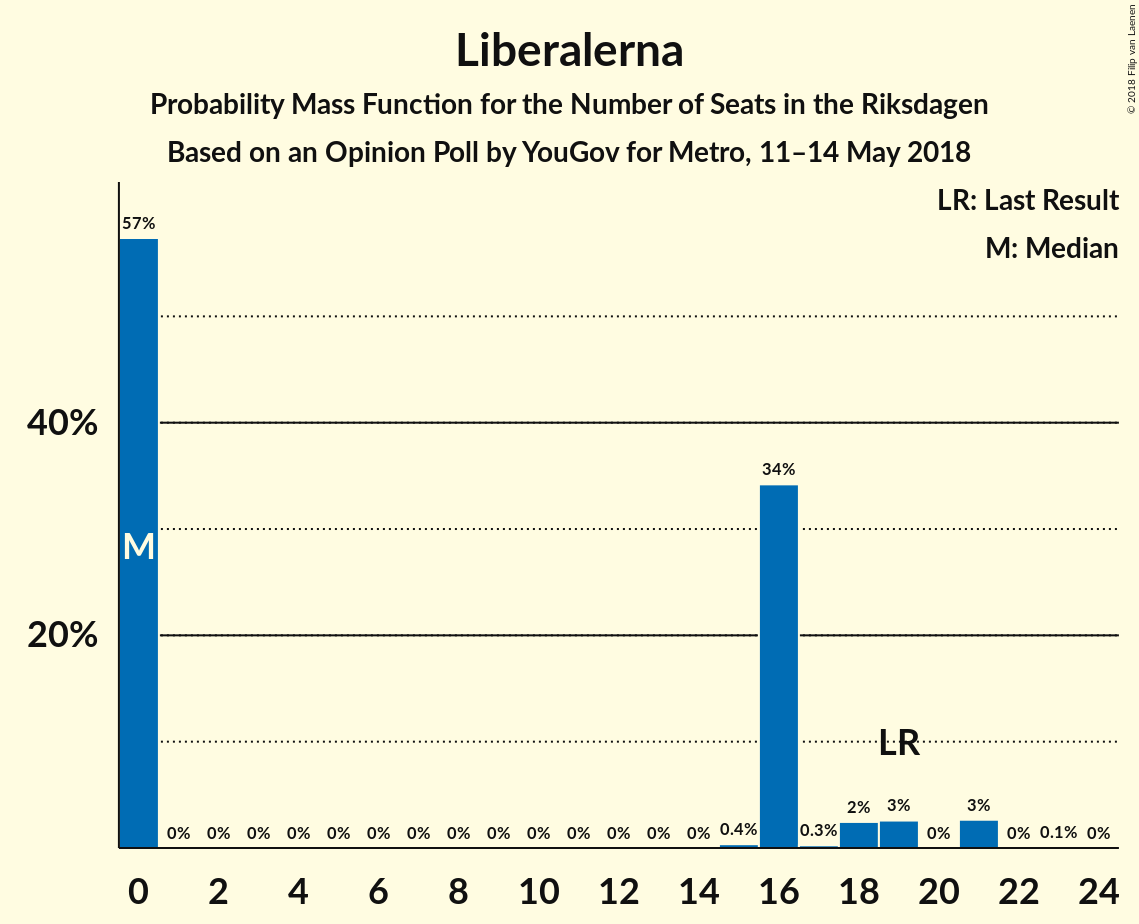 Liberalerna
Probability Mass Function for the Number of Seats in the Riksdagen
Based on an Opinion Poll by YouGov for Metro, 11–14 May 2018
© 2018 Filip van Laenen
LR: Last Result
M: Median
57%
40%
34%
M
20%
LR
0% 0% 0% 0% 0% 0% 0% 0% 0% 0% 0% 0% 0% 0% 0.4% 0.3% 2% 3% 0% 3% 0% 0.1% 0%
0 2 4 6 8 10 12 14 16 18 20 22 24